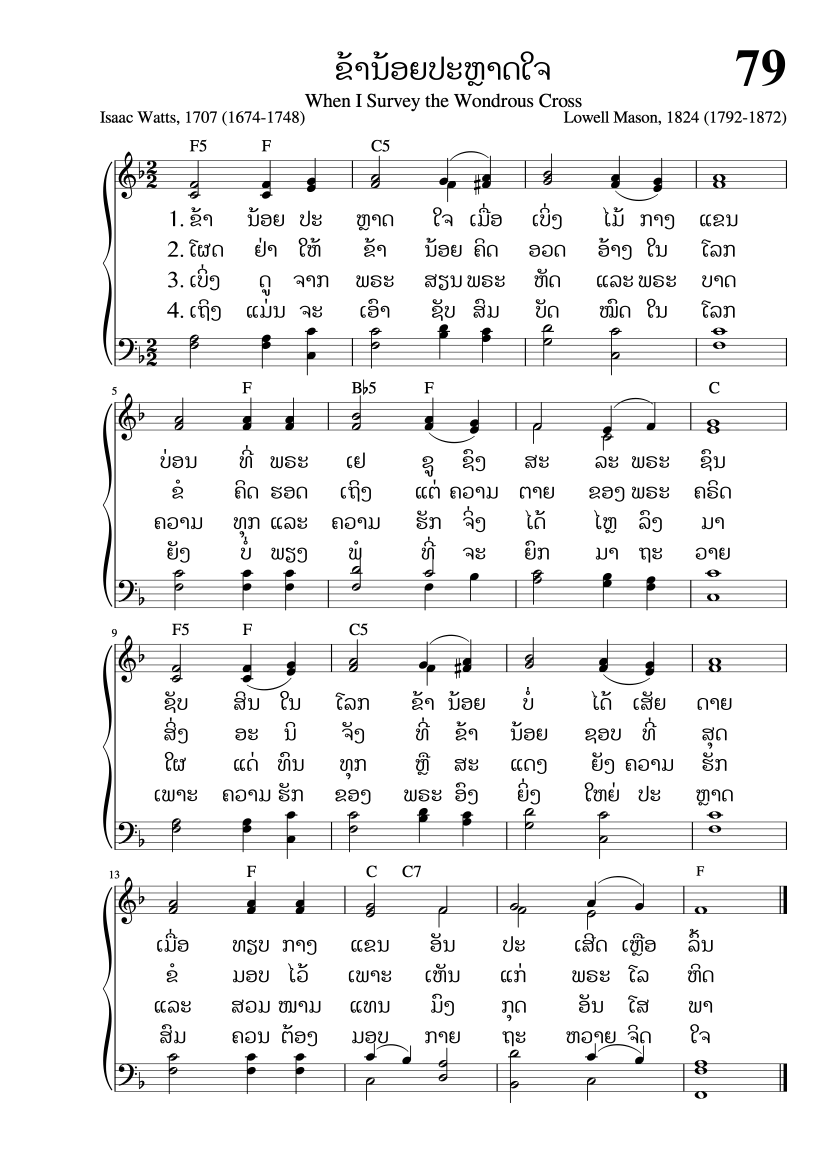 ຂ້ານ້ອຍປະຫຼາດໃຈ
79
When I Survey the Wondrous Cross
Isaac Watts, 1707 (1674-1748)
Lowell Mason, 1824 (1792-1872)
F5 F C5
1. ຂ້າ ນ້ອຍ ປະ ຫຼາດ ໃຈ ເມື່ອ ເບິ່ງ ໄມ້ ກາງ ແຂນ
2. ໂຜດ ຢ່າ ໃຫ້ ຂ້າ ນ້ອຍ ຄິດ ອວດ ອ້າງ ໃນ ໂລກ
3. ເບິ່ງ ດູ ຈາກ ພຣະ ສຽນ ພຣະ ຫັດ ແລະ ພຣະ ບາດ
4. ເຖິງ ແມ່ນ ຈະ ເອົາ ຊັບ ສົມ ບັດ ໝົດ ໃນ ໂລກ
5 F B♭5 F C
ບ່ອນ ທີ່ ພຣະ ເຢ ຊູ ຊົງ ສະ ລະ ພຣະ ຊົນ
ຂໍ ຄິດ ຮອດ ເຖິງ ແຕ່ ຄວາມ ຕາຍ ຂອງ ພຣະ ຄຣິດ
ຄວາມ ທຸກ ແລະ ຄວາມ ຮັກ ຈິ່ງ ໄດ້ ໄຫຼ ລົງ ມາ
ຍັງ ບໍ່ ພຽງ ພໍ ທີ່ ຈະ ຍົກ ມາ ຖະ ວາຍ
9 F5 F C5
ຊັບ ສິນ ໃນ ໂລກ ຂ້າ ນ້ອຍ ບໍ່ ໄດ້ ເສັຍ ດາຍ
ສິ່ງ ອະ ນິ ຈັງ ທີ່ ຂ້າ ນ້ອຍ ຊອບ ທີ່ ສຸດ
ໃຜ ແດ່ ທົນ ທຸກ ຫຼື ສະ ແດງ ຍັງ ຄວາມ ຮັກ
ເພາະ ຄວາມ ຮັກ ຂອງ ພຣະ ອົງ ຍິ່ງ ໃຫຍ່ ປະ ຫຼາດ
13 F C C7 F
ເມື່ອ ທຽບ ກາງ ແຂນ ອັນ ປະ ເສີດ ເຫຼືອ ລົ້ນ
ຂໍ ມອບ ໄວ້ ເພາະ ເຫັນ ແກ່ ພຣະ ໂລ ຫິດ
ແລະ ສວມ ໜາມ ແທນ ມົງ ກຸດ ອັນ ໂສ ພາ
ສົມ ຄວນ ຕ້ອງ ມອບ ກາຍ ຖະ ຫວາຍ ຈິດ ໃຈ